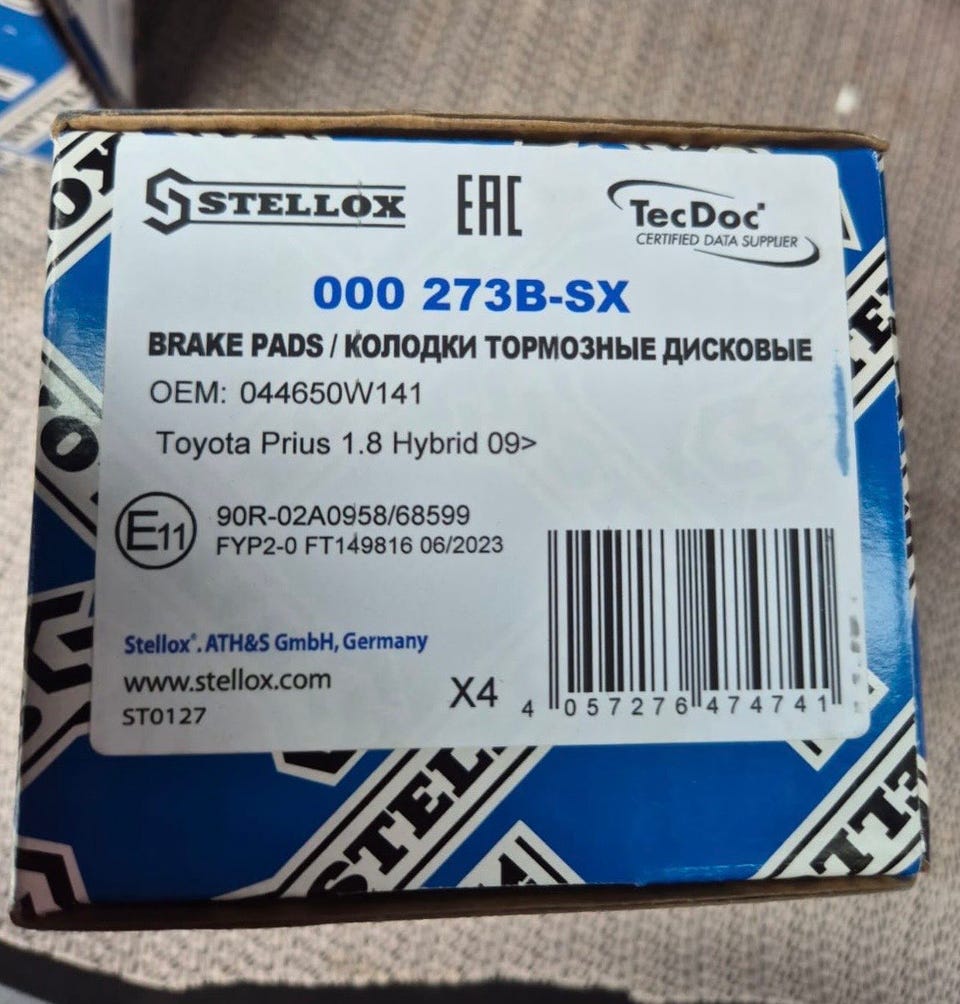 STELLOX
EAC
TecDoc
CERTIFIED DATA SUPPLIER
000 273B-SX
BRAKE PADS / КОЛОДКИ ТОРМОЗНЫЕ ДИСКОВЫЕ
OEM: 044650W141
Toyota Prius 1.8 Hybrid 09>
E11
90R-02A0958/68599
FYP2-0 FT149816 06/2023
Stellox®. ATH&S GmbH, Germany
www.stellox.com
ST0127
X4
4 057276 474741
STEL